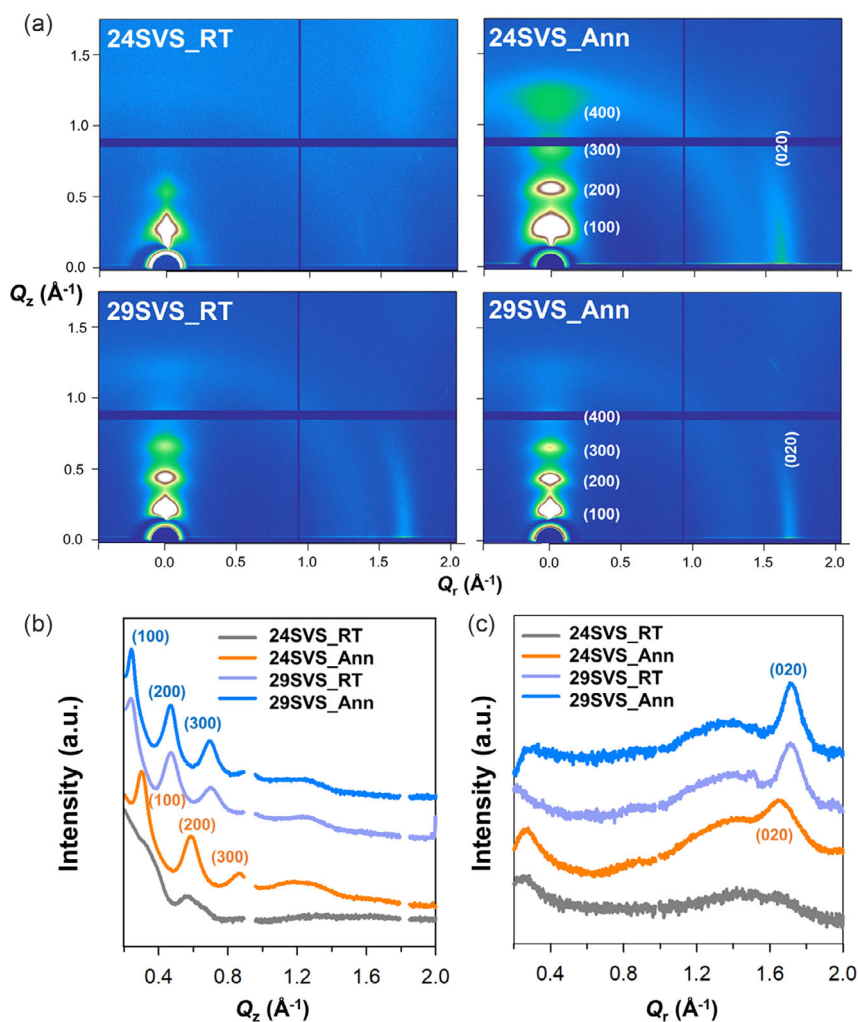 (a)
24SVS_RT
24SVS_Ann
1.5
1.0
0.5
0.0
(400)
(300)
(200)
(100)
(020)
Qz (Å-1)
29SVS_RT
29SVS_Ann
1.5
1.0
0.5
0.0
(400)
(300)
(200)
(100)
(020)
0.0 0.5 1.0 1.5 2.0 0.0 0.5 1.0 1.5 2.0
Qr (Å-1)
(b)
(100)
(200)
(300)
24SVS_RT
24SVS_Ann
29SVS_RT
29SVS_Ann
(100)
(200)
(300)
Intensity (a.u.)
0.4 0.8 1.2 1.6 2.0
Qz (Å-1)
(c)
24SVS_RT
24SVS_Ann
29SVS_RT
29SVS_Ann
(020)
(020)
Intensity (a.u.)
0.4 0.8 1.2 1.6 2.0
Qr (Å-1)